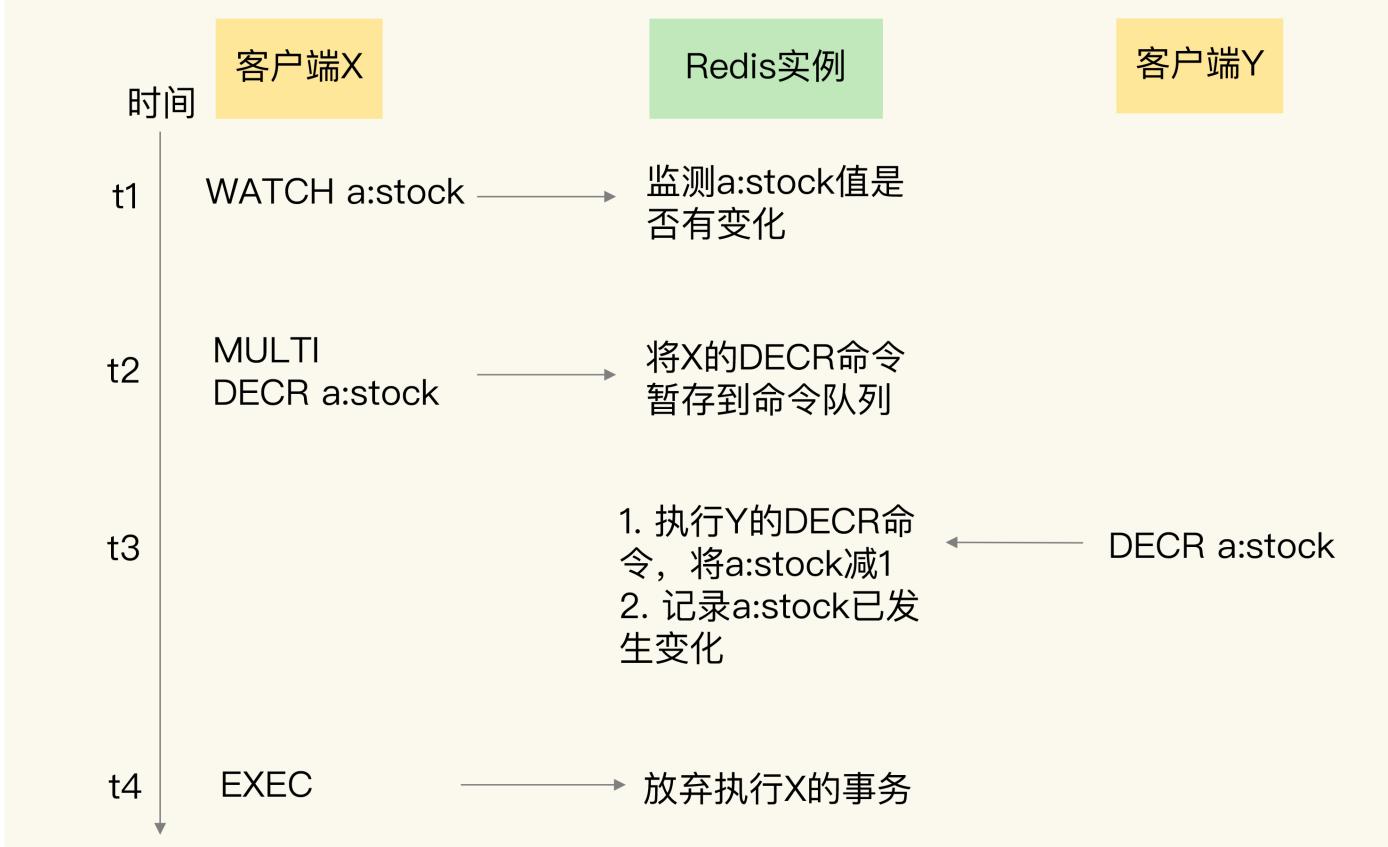 客户端X
Redis实例
客户端Y
时间
t1
WATCH a:stock
监测a:stock值是
否有变化
t2
MULTI
DECR a:stock
将X的DECR命令
暂存到命令队列
t3
1. 执行Y的DECR命
令，将a:stock减1
2. 记录a:stock已发
生变化
DECR a:stock
t4
EXEC
放弃执行X的事务